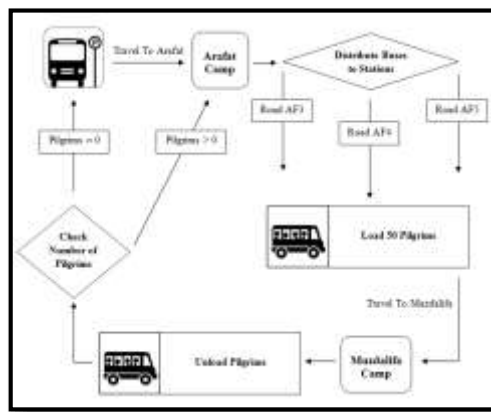 Travel To Arafat
Arafat
Camp
Distribute Buses
to Stations
Road AF3
Road AF4
Road AF5
Pilgrims = 0
Pilgrims > 0
Check
Number of
Pilgrims
Load 50 Pilgrims
Travel To Muzdalifa
Unload Pilgrims
Muzdalifa
Camp